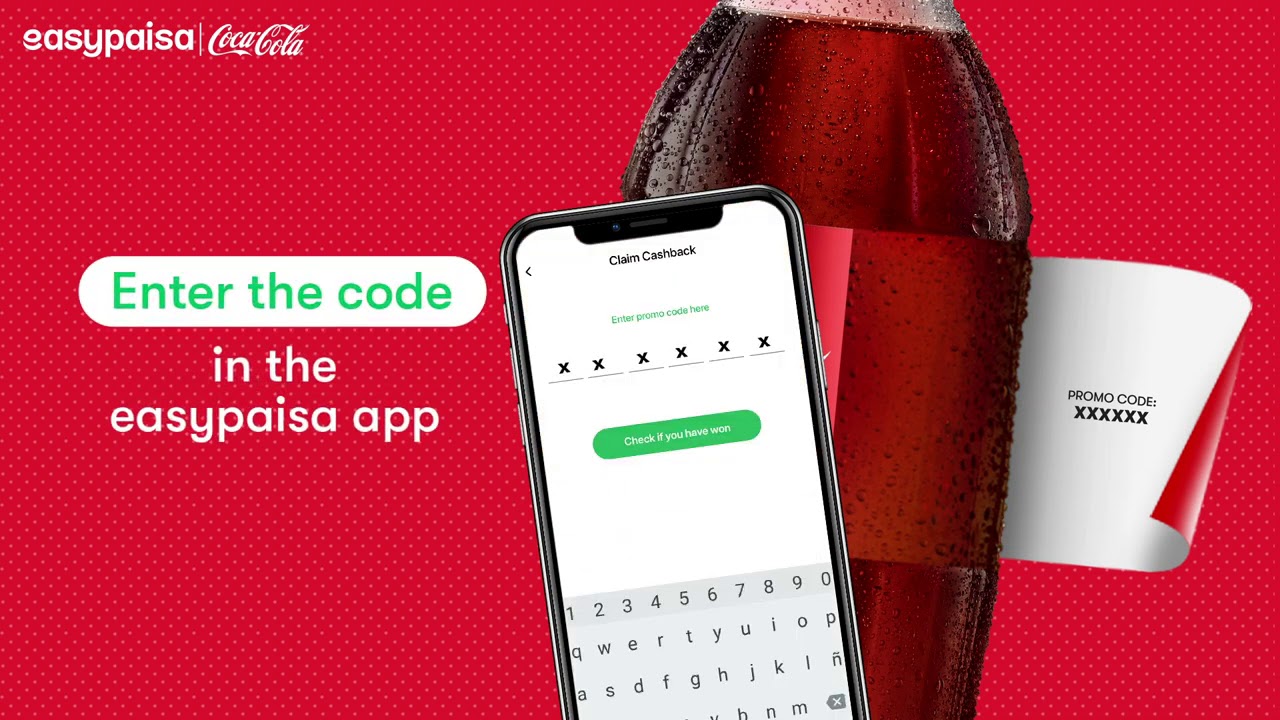 easypaisa | Coca-Cola
Enter the code
in the
easypaisa app
Claim Cashback
Enter promo code here
x x x x x x
Check if you have won
1 2 3 4 5 6 7 8 9 0
q w e r t y u i o p
a s d f g h j k l ñ
v b n m
PROMO CODE:
XXXXXX